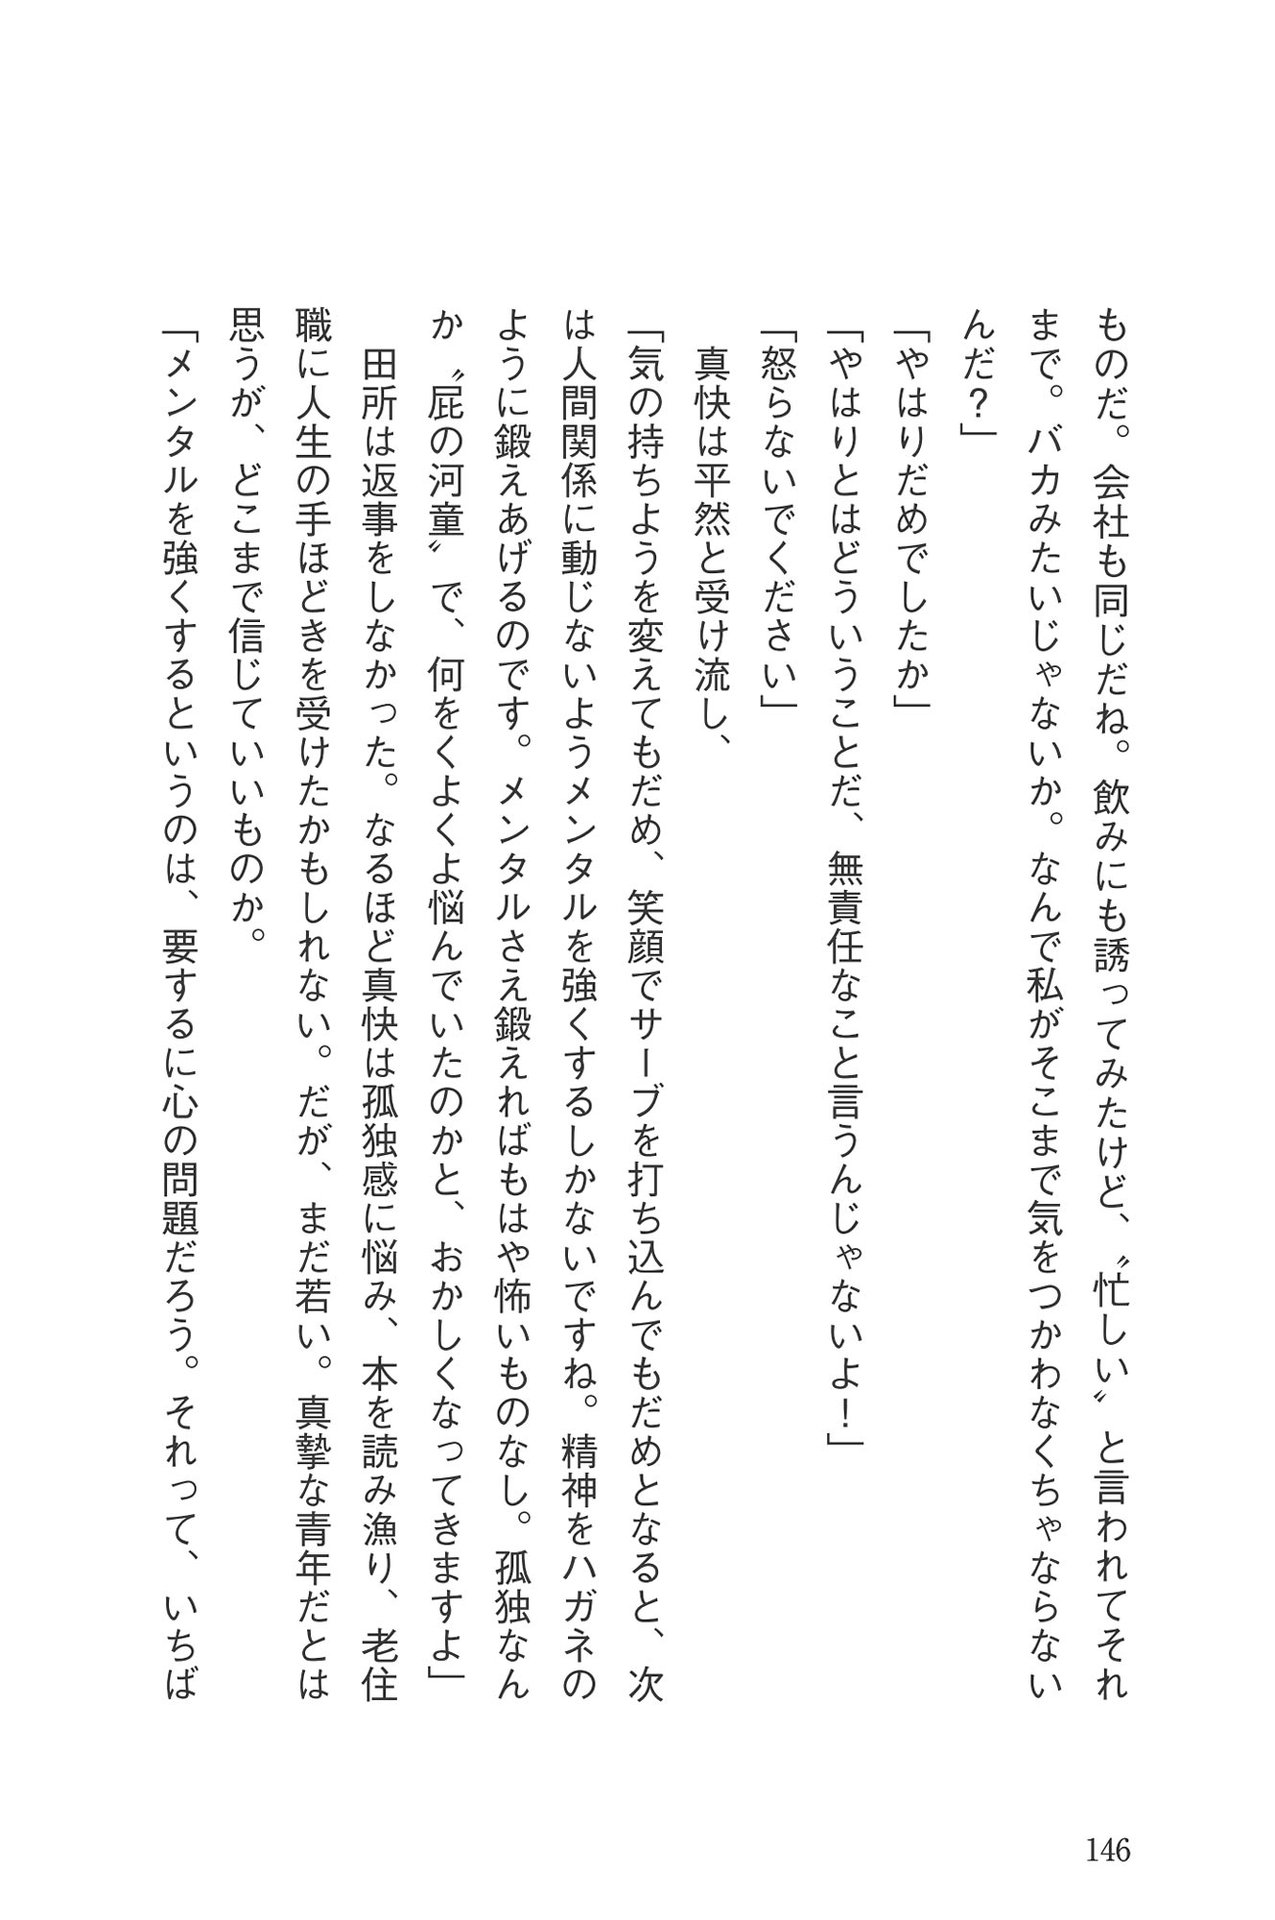 ものだ。会社も同じだね。飲みにも誘ってみたけど、〝忙しい〟と言われてそれ
まで。バカみたいじゃないか。なんで私がそこまで気をつかわなくちゃならない
んだ？」
「やはりだめでしたか」
「やはりとはどういうことだ、無責任なこと言うんじゃないよ！」
「怒らないでください」
　真快は平然と受け流し、
「気の持ちようを変えてもだめ、笑顔でサーブを打ち込んでもだめとなると、次
は人間関係に動じないようメンタルを強くするしかないですね。精神をハガネの
ように鍛えあげるのです。メンタルさえ鍛えればもはや怖いものなし。孤独なん
か〝屁の河童〟で、何をくよくよ悩んでいたのかと、おかしくなってきますよ」
　田所は返事をしなかった。なるほど真快は孤独感に悩み、本を読み漁り、老住
職に人生の手ほどきを受けたかもしれない。だが、まだ若い。真摯な青年だとは
思うが、どこまで信じていいものか。
「メンタルを強くするというのは、要するに心の問題だろう。それって、いちば
146